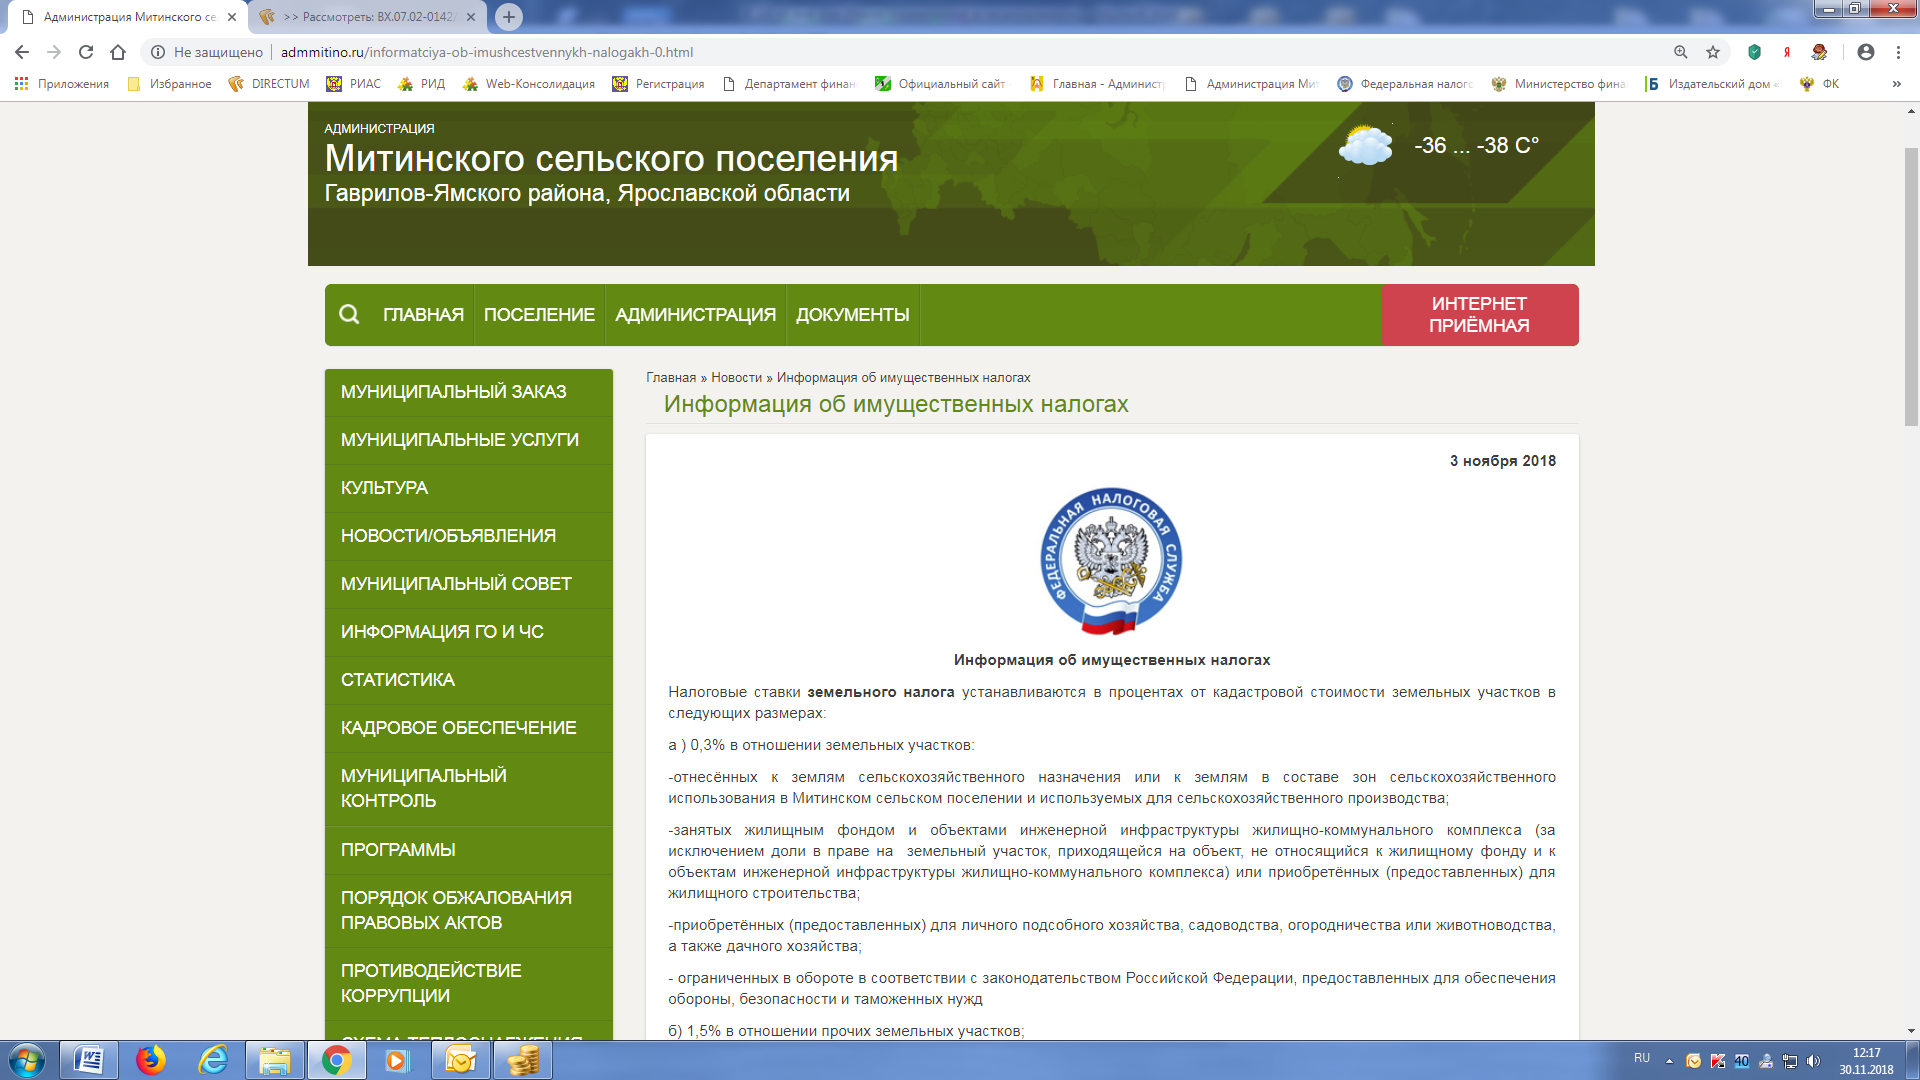 Администрация Митинского се
>> Рассмотреть: ВХ.07.02-0142/
Не защищено
admmitino.ru/informatciya-ob-imushcestvennykh-nalogakh-0.html
Приложения
Избранное
DIRECTUM
РИАС
РИД
Web-Консолидация
Регистрация
Департамент финан
Официальный сайт
Главная - Админист
Администрация Ми
Федеральная налог
Министерство фина
Издательский дом «
ФК
»
АДМИНИСТРАЦИЯ
Митинского сельского поселения
Гаврилов-Ямского района, Ярославской области
-36 ... -38 C°
ГЛАВНАЯ
ПОСЕЛЕНИЕ
АДМИНИСТРАЦИЯ
ДОКУМЕНТЫ
ИНТЕРНЕТ
ПРИЁМНАЯ
МУНИЦИПАЛЬНЫЙ ЗАКАЗ
МУНИЦИПАЛЬНЫЕ УСЛУГИ
КУЛЬТУРА
НОВОСТИ/ОБЪЯВЛЕНИЯ
МУНИЦИПАЛЬНЫЙ СОВЕТ
ИНФОРМАЦИЯ ГО И ЧС
СТАТИСТИКА
КАДРОВОЕ ОБЕСПЕЧЕНИЕ
МУНИЦИПАЛЬНЫЙ
КОНТРОЛЬ
ПРОГРАММЫ
ПОРЯДОК ОБЖАЛОВАНИЯ
ПРАВОВЫХ АКТОВ
ПРОТИВОДЕЙСТВИЕ
КОРРУПЦИИ
СХЕМА ТЕПЛОСНАБЖЕНИЯ
Главная » Новости » Информация об имущественных налогах
Информация об имущественных налогах
3 ноября 2018
ФЕДЕРАЛЬНАЯ НАЛОГОВАЯ СЛУЖБА
Информация об имущественных налогах
Налоговые ставки земельного налога устанавливаются в процентах от кадастровой стоимости земельных участков в
следующих размерах:
а ) 0,3% в отношении земельных участков:
-отнесённых к землям сельскохозяйственного назначения или к землям в составе зон сельскохозяйственного
использования в Митинском сельском поселении и используемых для сельскохозяйственного производства;
-занятых жилищным фондом и объектами инженерной инфраструктуры жилищно-коммунального комплекса (за
исключением доли в праве на земельный участок, приходящейся на объект, не относящийся к жилищному фонду и к
объектам инженерной инфраструктуры жилищно-коммунального комплекса) или приобретённых (предоставленных) для
жилищного строительства;
-приобретённых (предоставленных) для личного подсобного хозяйства, садоводства, огородничества или животноводства,
а также дачного хозяйства;
- ограниченных в обороте в соответствии с законодательством Российской Федерации, предоставленных для обеспечения
обороны, безопасности и таможенных нужд
б) 1,5% в отношении прочих земельных участков;
RU
40
12:17
30.11.2018